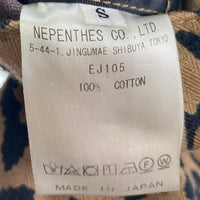 S
NEPENTHES CO.,LTD
5-44-1, JINGUMAE SHIBUYA, TOKYO
EJ105
100% COTTON
MADE IN JAPAN